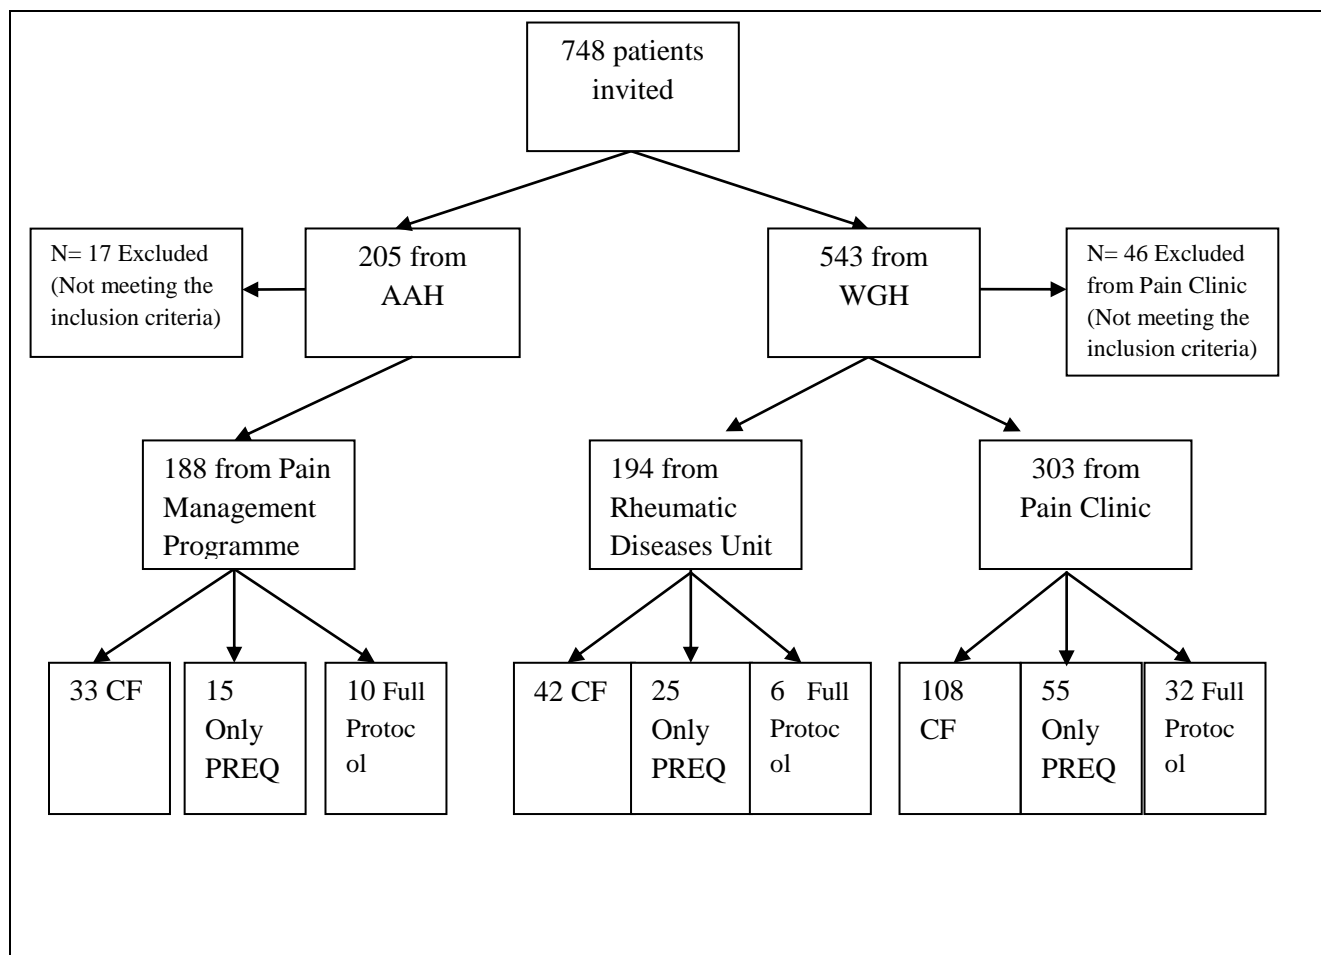 748 patients
invited
N= 17 Excluded
(Not meeting the
inclusion criteria)
205 from
AAH
543 from
WGH
N= 46 Excluded
from Pain Clinic
(Not meeting the
inclusion criteria)
188 from Pain
Management
Programme
194 from
Rheumatic
Diseases Unit
303 from
Pain Clinic
33 CF
15
Only
PREQ
10 Full
Protoc
ol
42 CF
25
Only
PREQ
6 Full
Protoc
ol
108
CF
55
Only
PREQ
32 Full
Protoc
ol